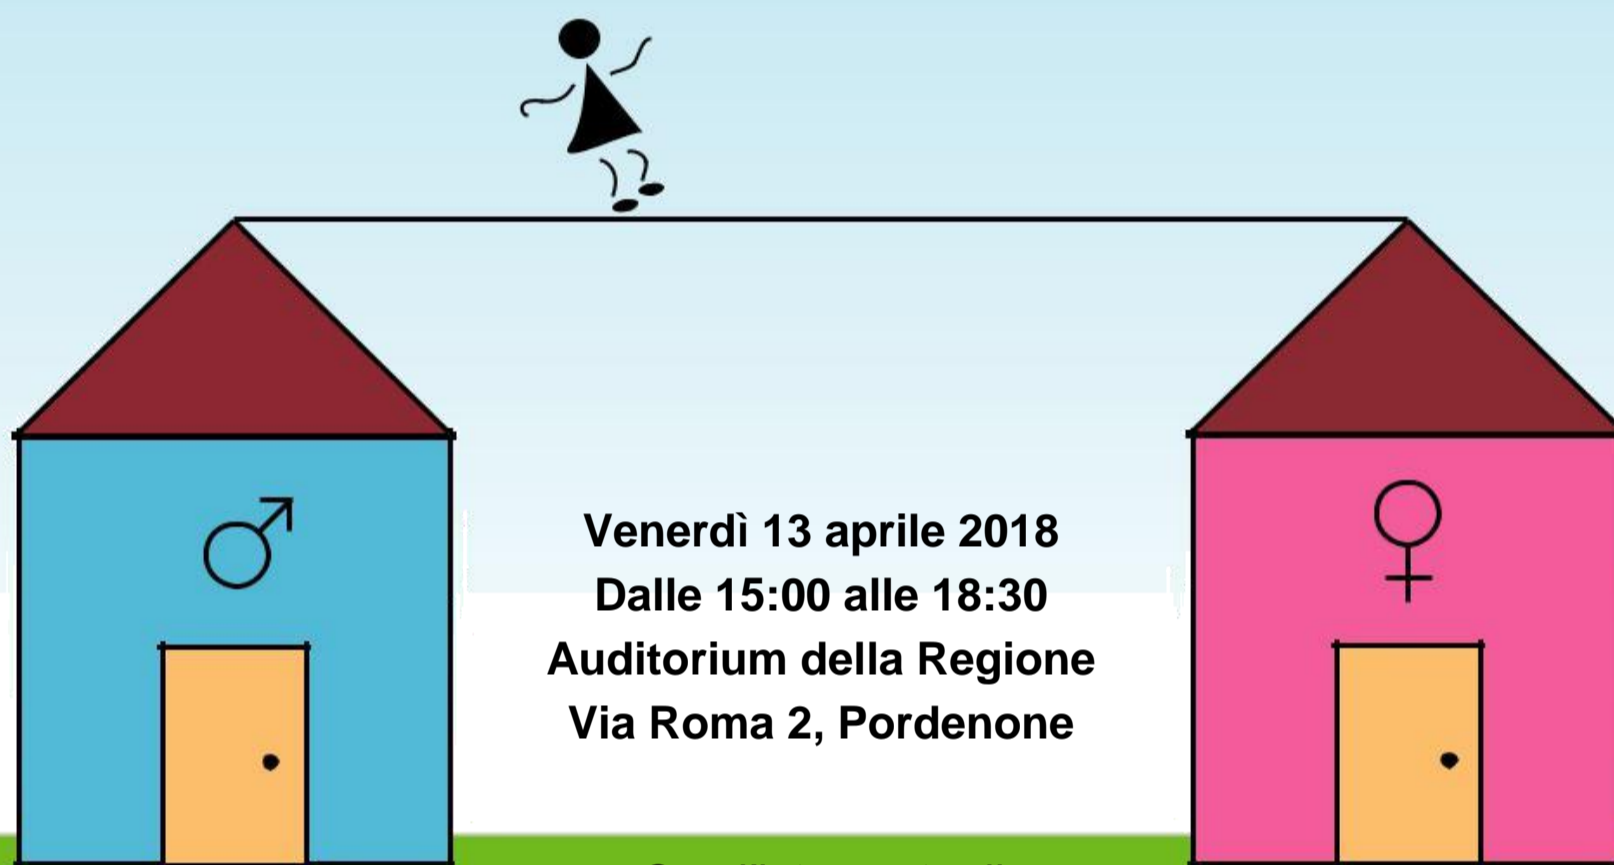 Venerdì 13 aprile 2018
Dalle 15:00 alle 18:30
Auditorium della Regione
Via Roma 2, Pordenone